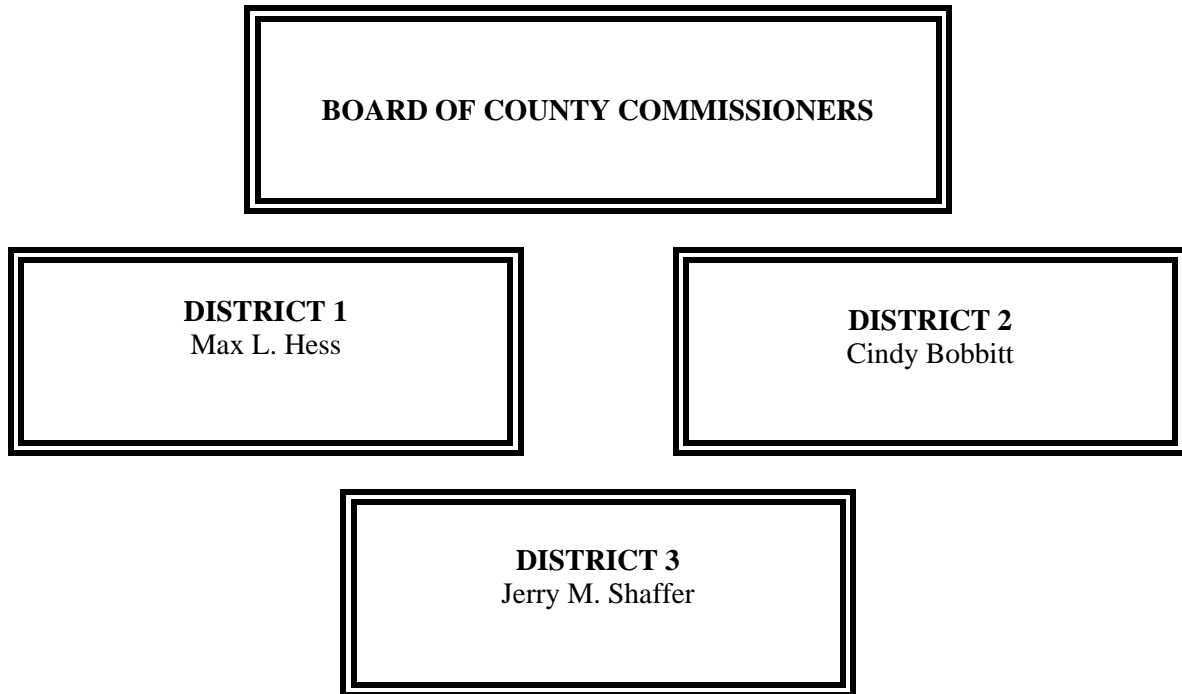 BOARD OF COUNTY COMMISSIONERS
DISTRICT 1
Max L. Hess
DISTRICT 2
Cindy Bobbitt
DISTRICT 3
Jerry M. Shaffer